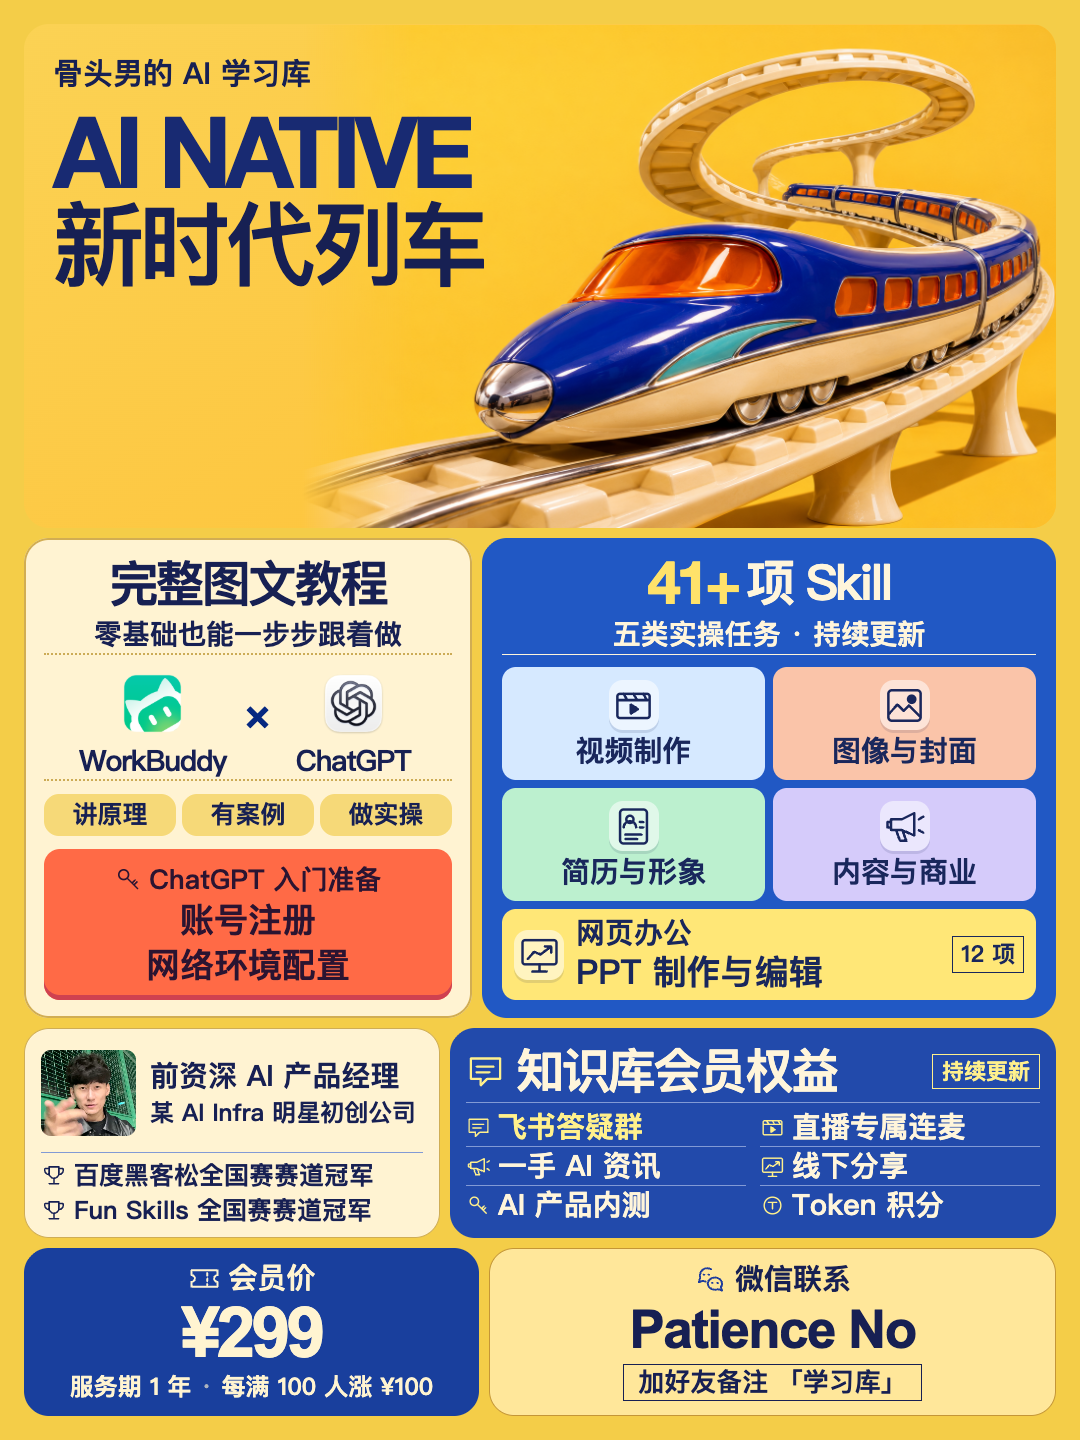 骨头男的 AI 学习库
AI NATIVE
新时代列车
完整图文教程
零基础也能一步步跟着做
WorkBuddy × ChatGPT
讲原理 有案例 做实操
ChatGPT 入门准备
账号注册
网络环境配置
41+项 Skill
五类实操任务 · 持续更新
视频制作
图像与封面
简历与形象
内容与商业
网页办公
PPT 制作与编辑
12 项
前资深 AI 产品经理
某 AI Infra 明星初创公司
百度黑客松全国赛赛道冠军
Fun Skills 全国赛赛道冠军
知识库会员权益
持续更新
飞书答疑群
直播专属连麦
一手 AI 资讯
线下分享
AI 产品内测
Token 积分
会员价
¥299
服务期 1 年 · 每满 100 人涨 ¥100
微信联系
Patience No
加好友备注 「学习库」